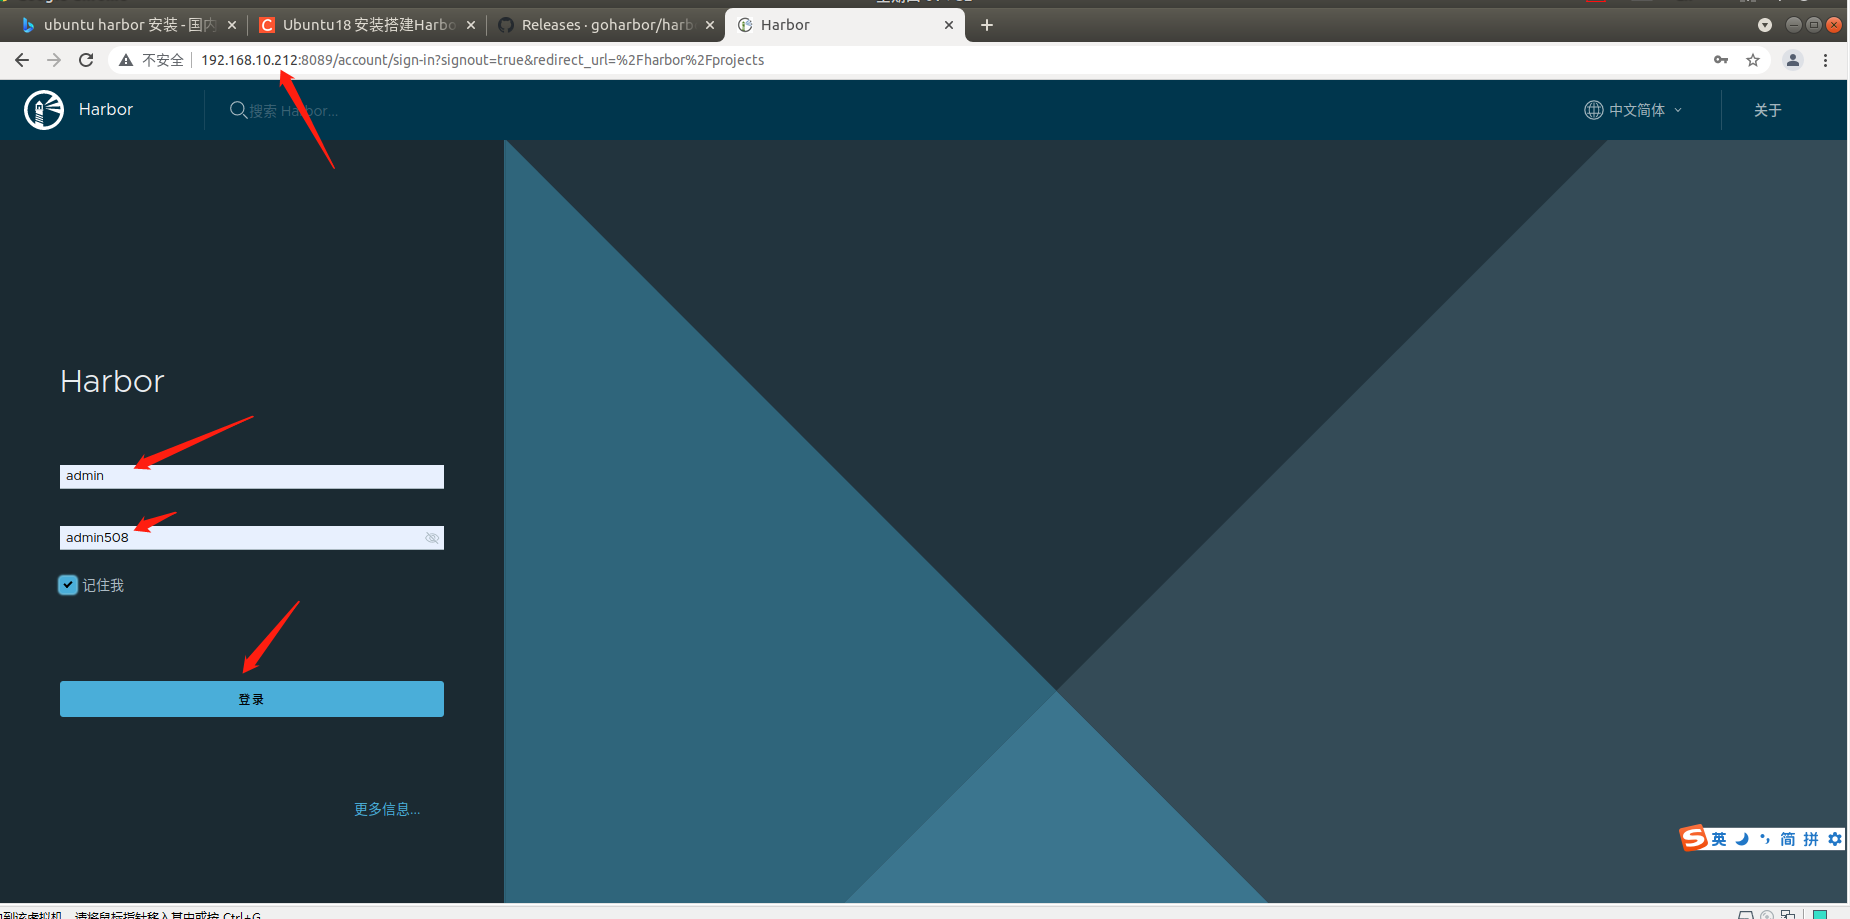 ubuntu harbor 安装 - 国内
Ubuntu18 安装搭建Harbo
Releases · goharbor/harb
Harbor
不安全
192.168.10.212:8089/account/sign-in?signout=true&redirect_url=%2Fharbor%2Fprojects
Harbor
搜索 Harbor...
中文简体
关于
Harbor
admin
admin508
记住我
登录
更多信息...
英 简 拼
到该虚拟机，请将鼠标指针移入其中或按 Ctrl+G